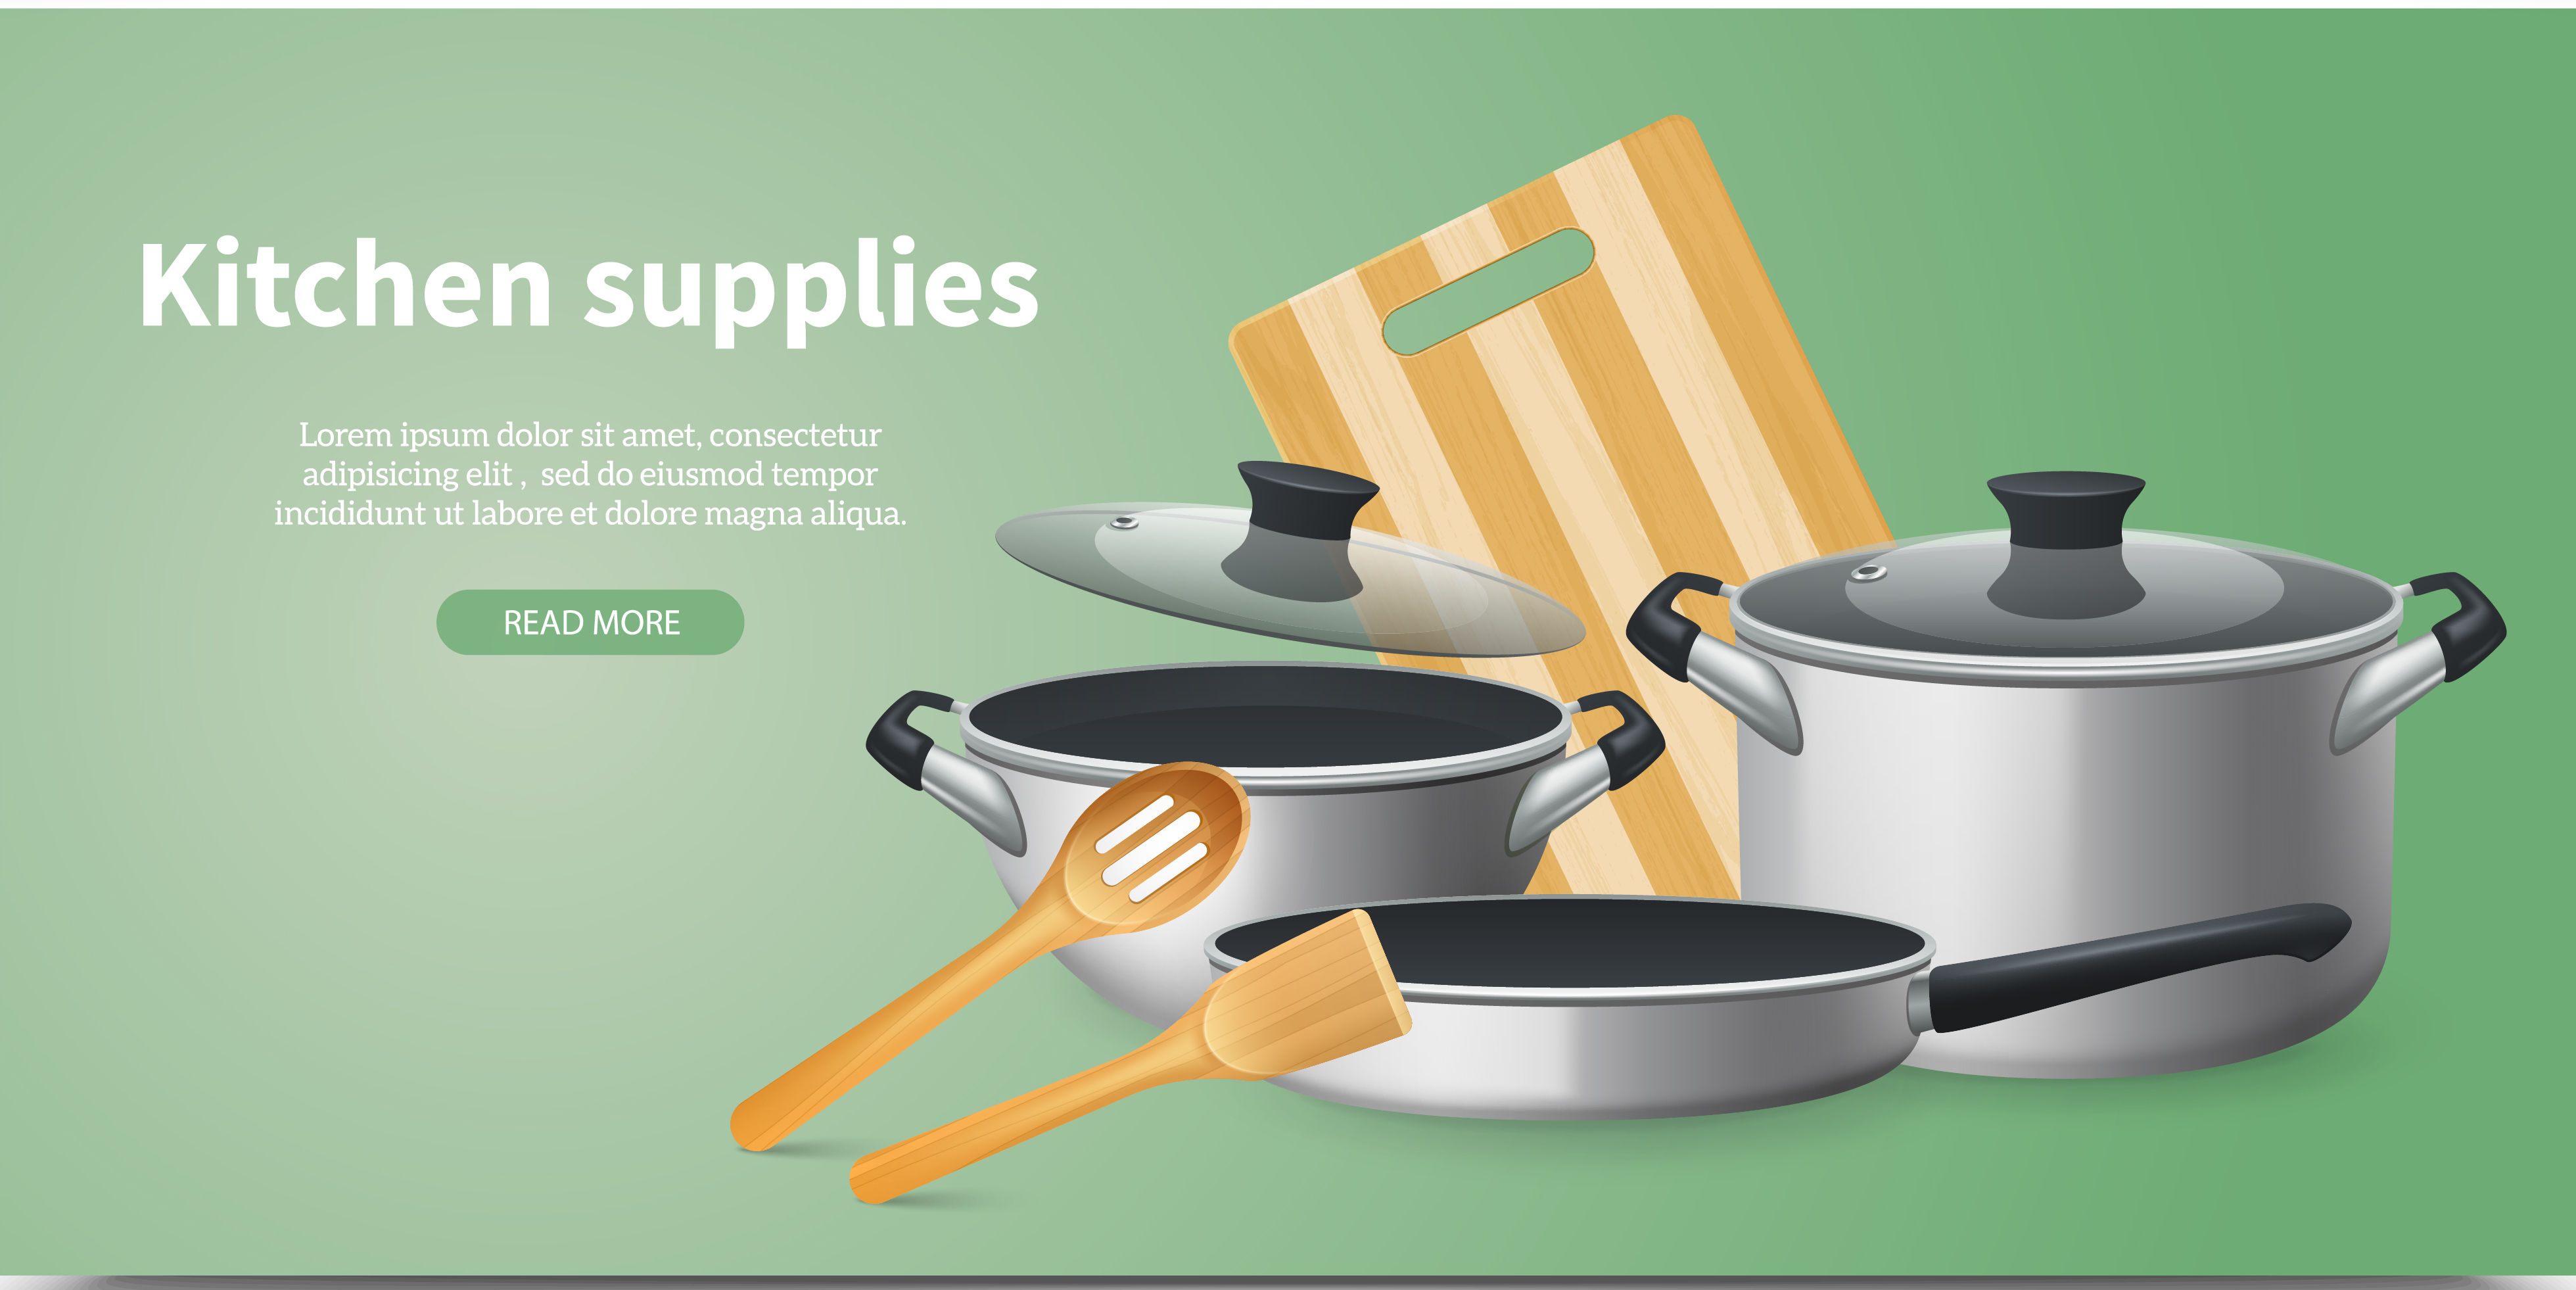 Kitchen supplies
Lorem ipsum dolor sit amet, consectetur
adipisicing elit ,  sed do eiusmod tempor
incididunt ut labore et dolore magna aliqua.
READ MORE